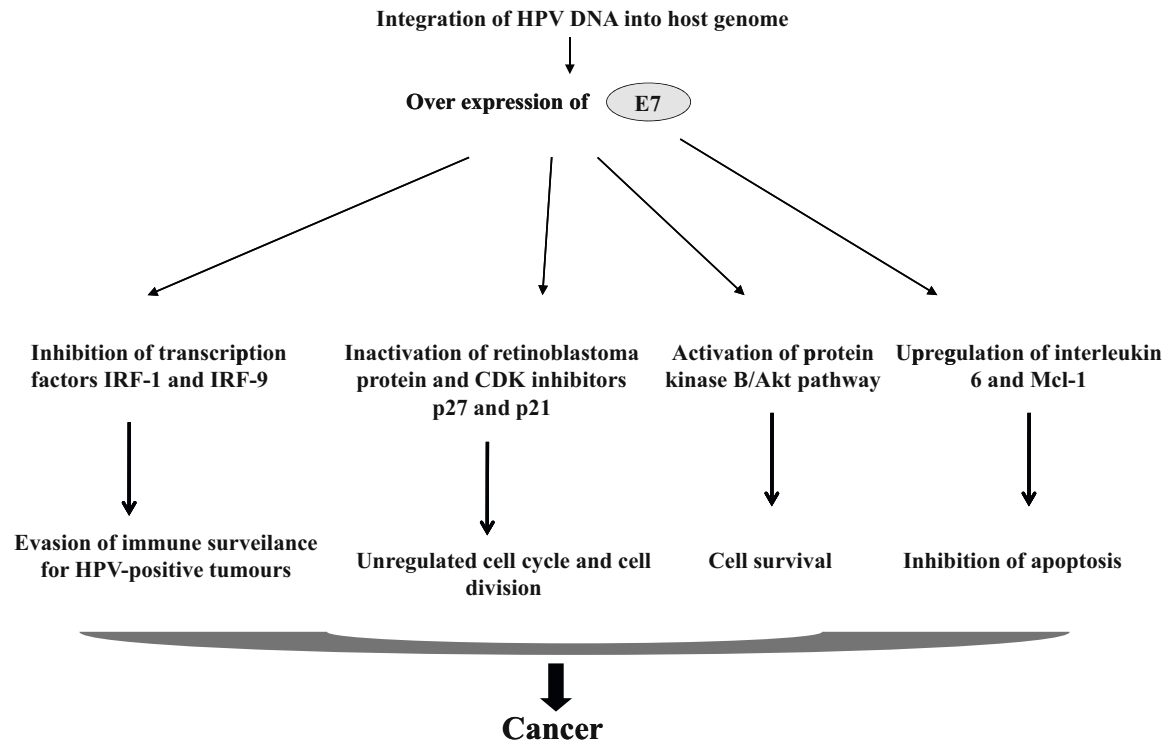 Integration of HPV DNA into host genome
Over expression of E7
Inhibition of transcription
factors IRF-1 and IRF-9
Inactivation of retinoblastoma
protein and CDK inhibitors
p27 and p21
Activation of protein
kinase B/Akt pathway
Upregulation of interleukin
6 and Mcl-1
Evasion of immune surveilance
for HPV-positive tumours
Unregulated cell cycle and cell
division
Cell survival
Inhibition of apoptosis
Cancer